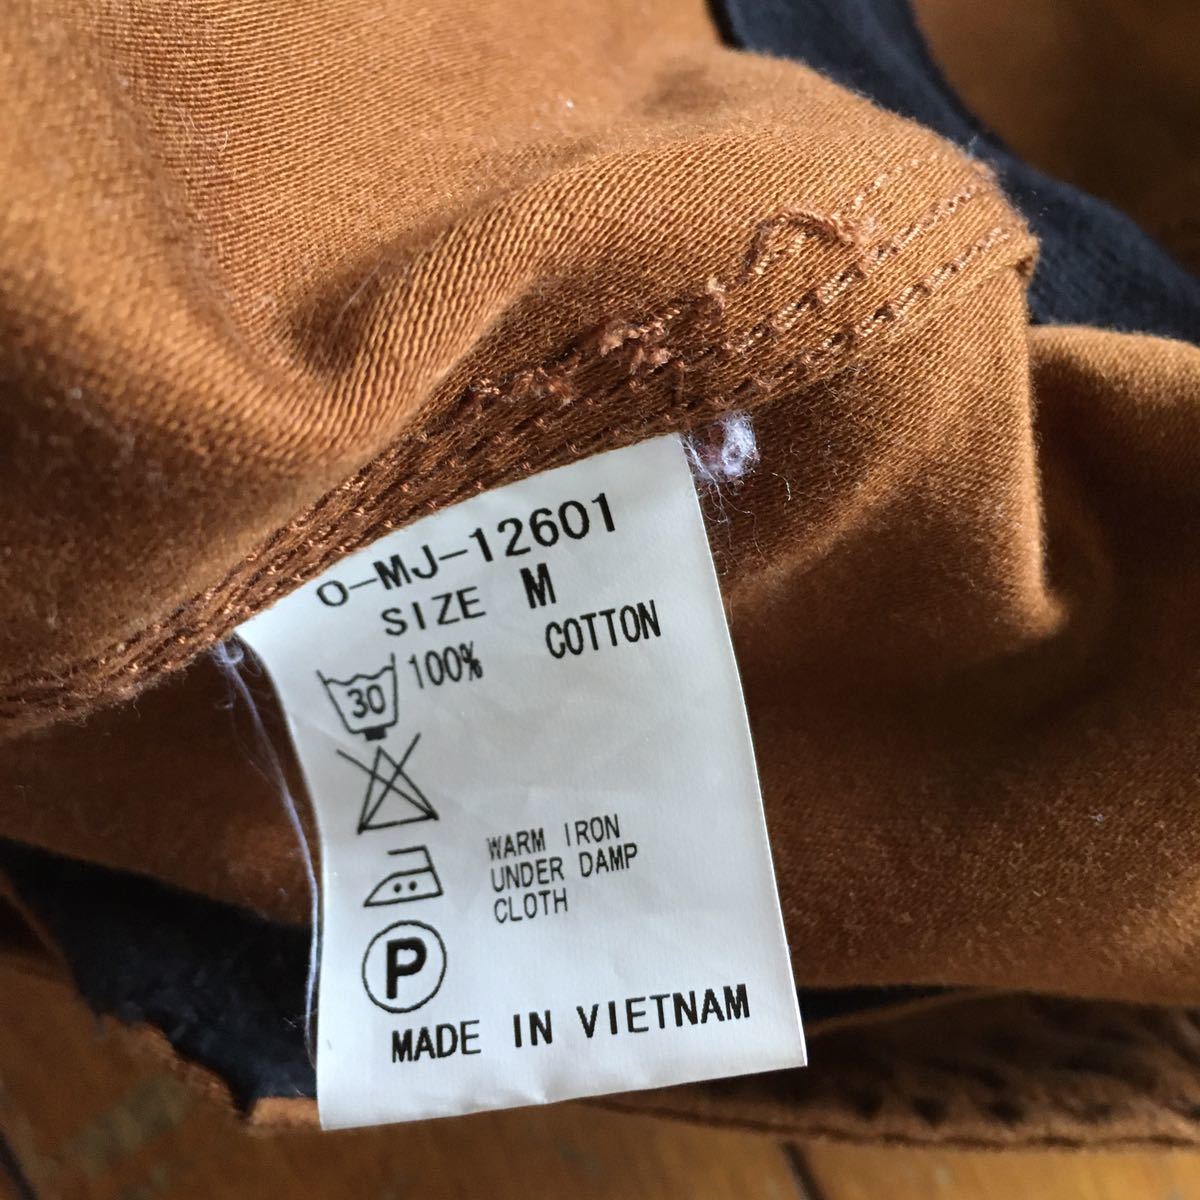 O-MJ-12601
SIZE M
100% COTTON
30
WARM IRON
UNDER DAMP
CLOTH
P
MADE IN VIETNAM